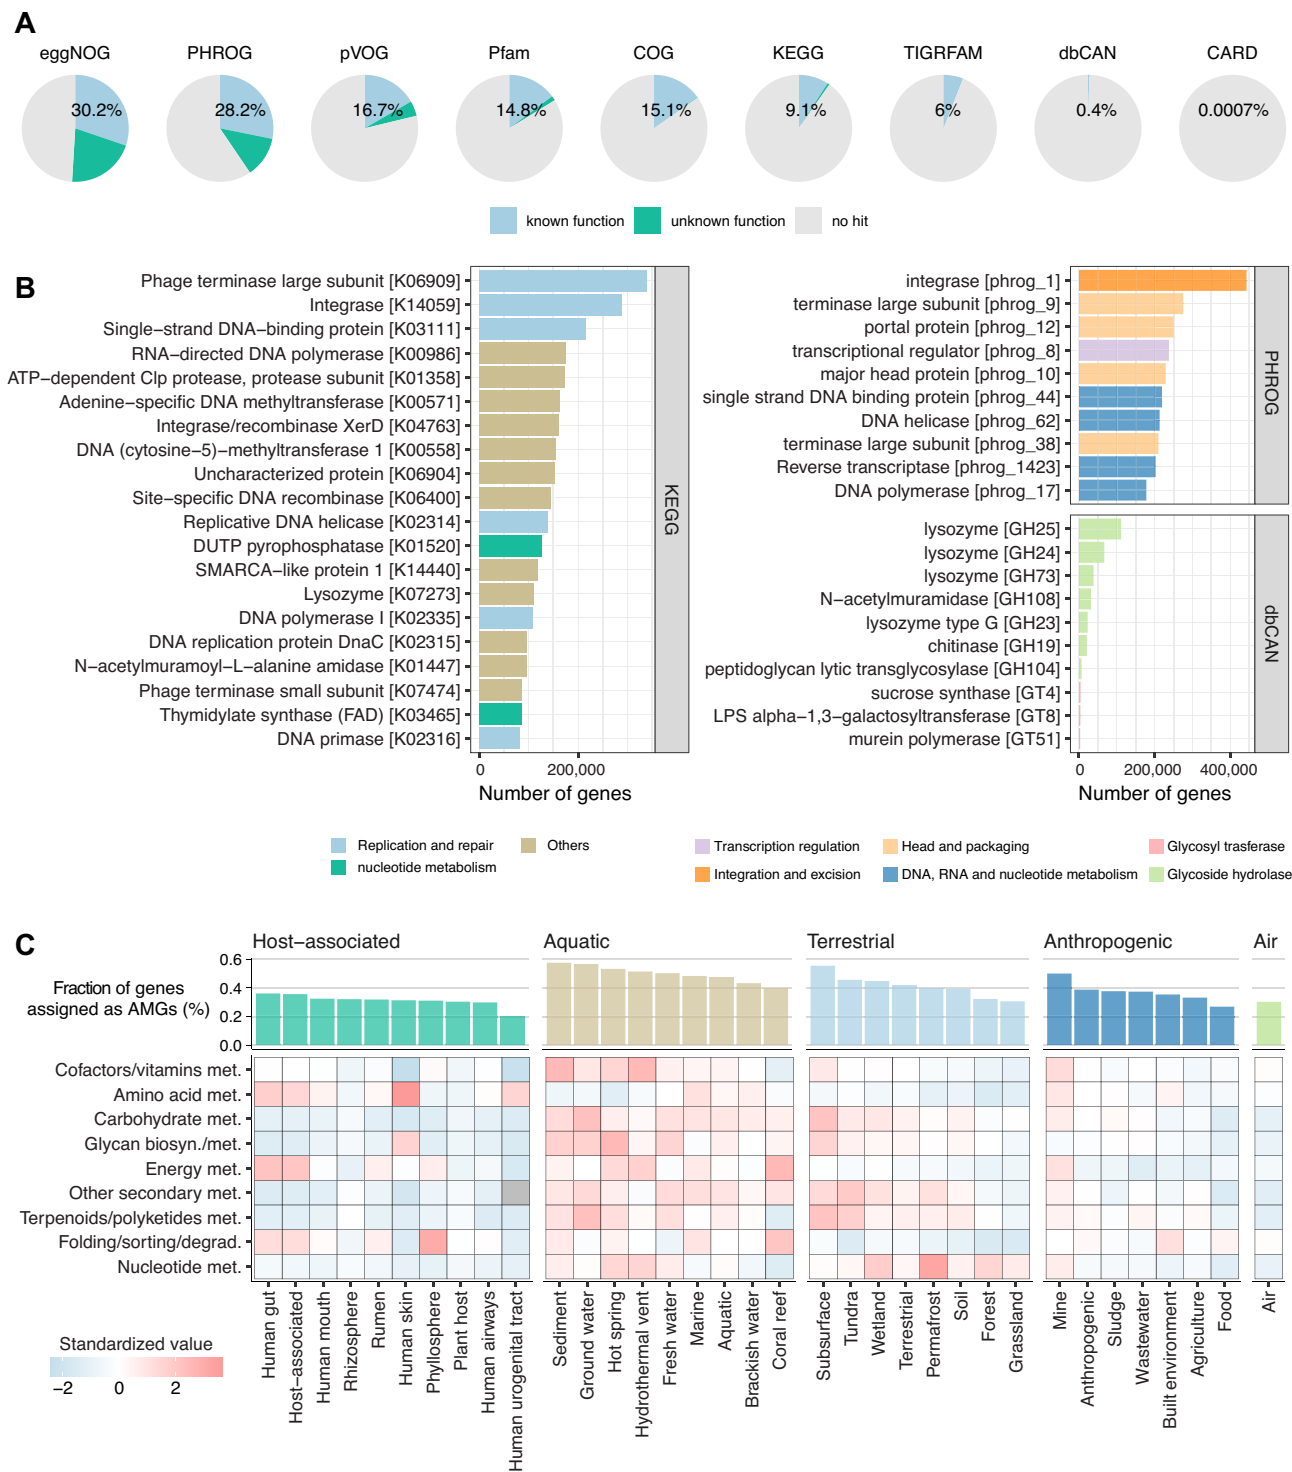 A
eggNOG PHROG pVOG Pfam COG KEGG TIGRFAM dbCAN CARD
30.2% 28.2% 16.7% 14.8% 15.1% 9.1% 6% 0.4% 0.0007%
known function unknown function no hit
B
Phage terminase large subunit [K06909]
Integrase [K14059]
Single−strand DNA−binding protein [K03111]
RNA−directed DNA polymerase [K00986]
ATP−dependent Clp protease, protease subunit [K01358]
Adenine−specific DNA methyltransferase [K00571]
Integrase/recombinase XerD [K04763]
DNA (cytosine−5)−methyltransferase 1 [K00558]
Uncharacterized protein [K06904]
Site−specific DNA recombinase [K06400]
Replicative DNA helicase [K02314]
DUTP pyrophosphatase [K01520]
SMARCA−like protein 1 [K14440]
Lysozyme [K07273]
DNA polymerase I [K02335]
DNA replication protein DnaC [K02315]
N−acetylmuramoyl−L−alanine amidase [K01447]
Phage terminase small subunit [K07474]
Thymidylate synthase (FAD) [K03465]
DNA primase [K02316]
KEGG
0 200,000
Number of genes
integrase [phrog_1]
terminase large subunit [phrog_9]
portal protein [phrog_12]
transcriptional regulator [phrog_8]
major head protein [phrog_10]
single strand DNA binding protein [phrog_44]
DNA helicase [phrog_62]
terminase large subunit [phrog_38]
Reverse transcriptase [phrog_1423]
DNA polymerase [phrog_17]
PHROG
lysozyme [GH25]
lysozyme [GH24]
lysozyme [GH73]
N−acetylmuramidase [GH108]
lysozyme type G [GH23]
chitinase [GH19]
peptidoglycan lytic transglycosylase [GH104]
sucrose synthase [GT4]
LPS alpha−1,3−galactosyltransferase [GT8]
murein polymerase [GT51]
dbCAN
0 200,000 400,000
Number of genes
Replication and repair Others
nucleotide metabolism
Transcription regulation Head and packaging Glycosyl trasferase
Integration and excision DNA, RNA and nucleotide metabolism Glycoside hydrolase
C
Host−associated Aquatic Terrestrial Anthropogenic Air
Fraction of genes
assigned as AMGs (%)
0.6
0.4
0.2
0.0
Cofactors/vitamins met.
Amino acid met.
Carbohydrate met.
Glycan biosyn./met.
Energy met.
Other secondary met.
Terpenoids/polyketides met.
Folding/sorting/degrad.
Nucleotide met.
Human gut
Host−associated
Human mouth
Rhizosphere
Rumen
Human skin
Phyllosphere
Plant host
Human airways
Human urogenital tract
Sediment
Ground water
Hot spring
Hydrothermal vent
Fresh water
Marine
Aquatic
Brackish water
Coral reef
Subsurface
Tundra
Wetland
Terrestrial
Permafrost
Soil
Forest
Grassland
Mine
Anthropogenic
Sludge
Wastewater
Built environment
Agriculture
Food
Air
Standardized value
−2 0 2